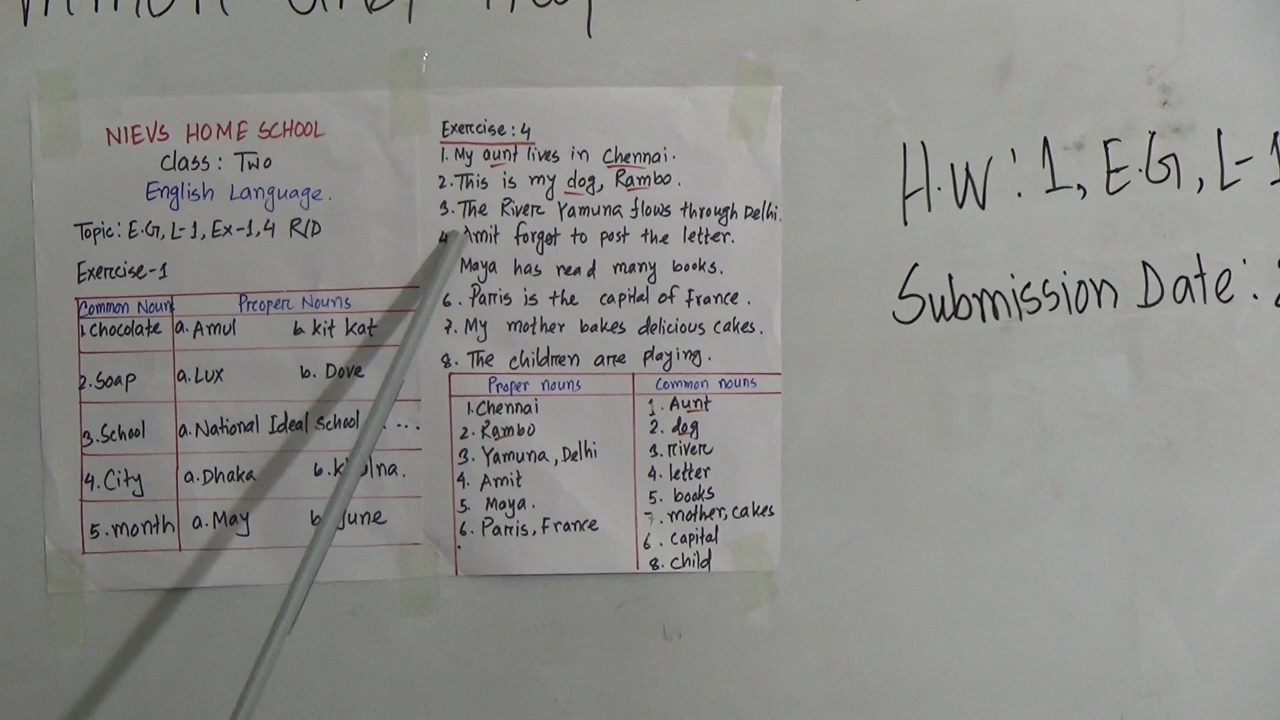 NIEVS HOME SCHOOL
Class: Two
English Language.
Topic: E.G, L-1, Ex-1,4 R/D
Exercise-1
Common Noun Proper Nouns
1.Chocolate a. Amul b. kit kat
2.Soap a. LUX b. Dove
3.School a. National Ideal School ....
4.City a. Dhaka
5.month a. May b. June
Exercise: 4
1. My aunt lives in Chennai.
2. This is my dog, Rambo.
3. The River Yamuna flows through Delhi.
4. Amit forgot to post the letter.
Maya has read many books.
6. Parris is the capital of France.
7. My mother bakes delicious cakes.
8. The children are playing.
Proper nouns Common nouns
1. Chennai 1. Aunt
2. Rambo 2. dog
3. Yamuna, Delhi 3. river
4. Amit 4. letter
5. Maya. 5. books
6. Parris, France 7. mother, cakes
6. capital
8. child
H.W: 1, E.G, L-1
Submission Date: